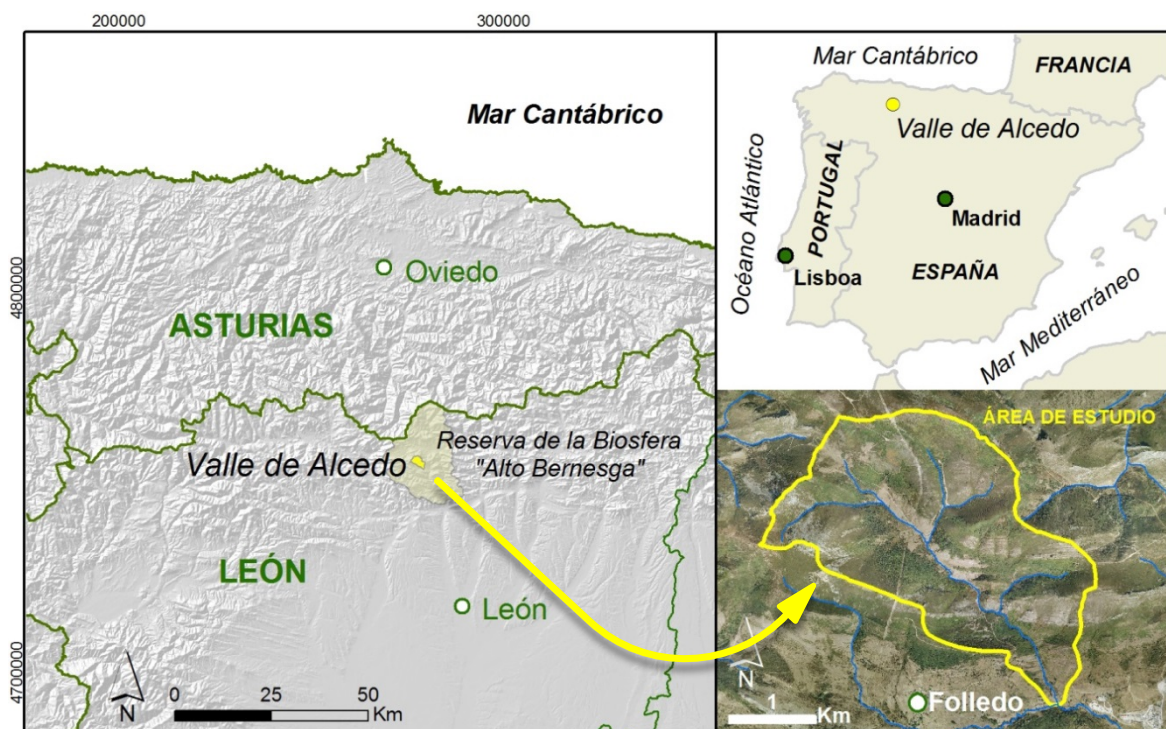 200000
300000
4800000
4700000
Mar Cantábrico
Oviedo
ASTURIAS
Reserva de la Biosfera
"Alto Bernesga"
Valle de Alcedo
LEÓN
León
N
0 25 50
Km
Mar Cantábrico
FRANCIA
Valle de Alcedo
Océano Atlántico
PORTUGAL
Madrid
Lisboa
ESPAÑA
Mar Mediterráneo
ÁREA DE ESTUDIO
N
1
Km
Folledo